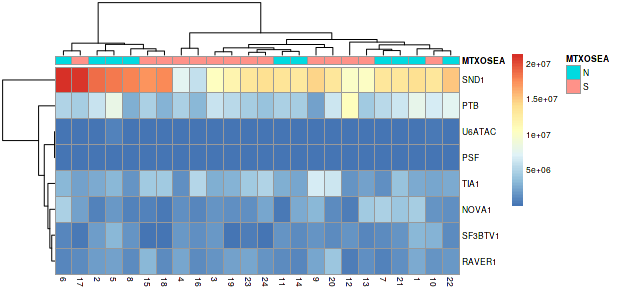 MTXOSEA
SND1
PTB
U6ATAC
PSF
TIA1
NOVA1
SF3BTV1
RAVER1
6 17 2 5 8 15 18 4 16 3 19 23 24 11 14 9 20 12 13 7 21 1 10 22
2e+07
1.5e+07
1e+07
5e+06
MTXOSEA
N
S